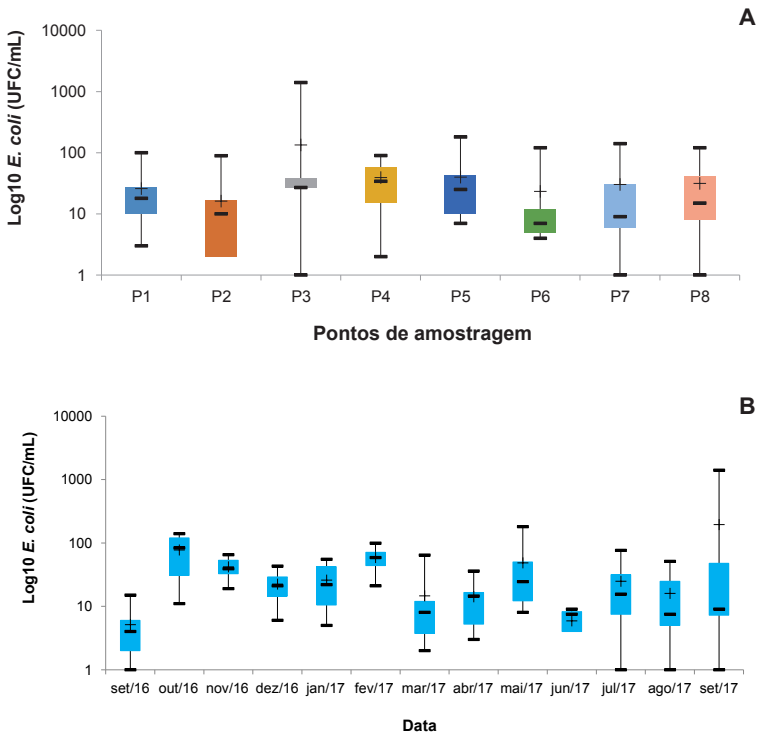 A
Log10 E. coli (UFC/mL)
10000
1000
100
10
1
P1 P2 P3 P4 P5 P6 P7 P8
Pontos de amostragem
B
Log10 E. coli (UFC/mL)
10000
1000
100
10
1
set/16 out/16 nov/16 dez/16 jan/17 fev/17 mar/17 abr/17 mai/17 jun/17 jul/17 ago/17 set/17
Data